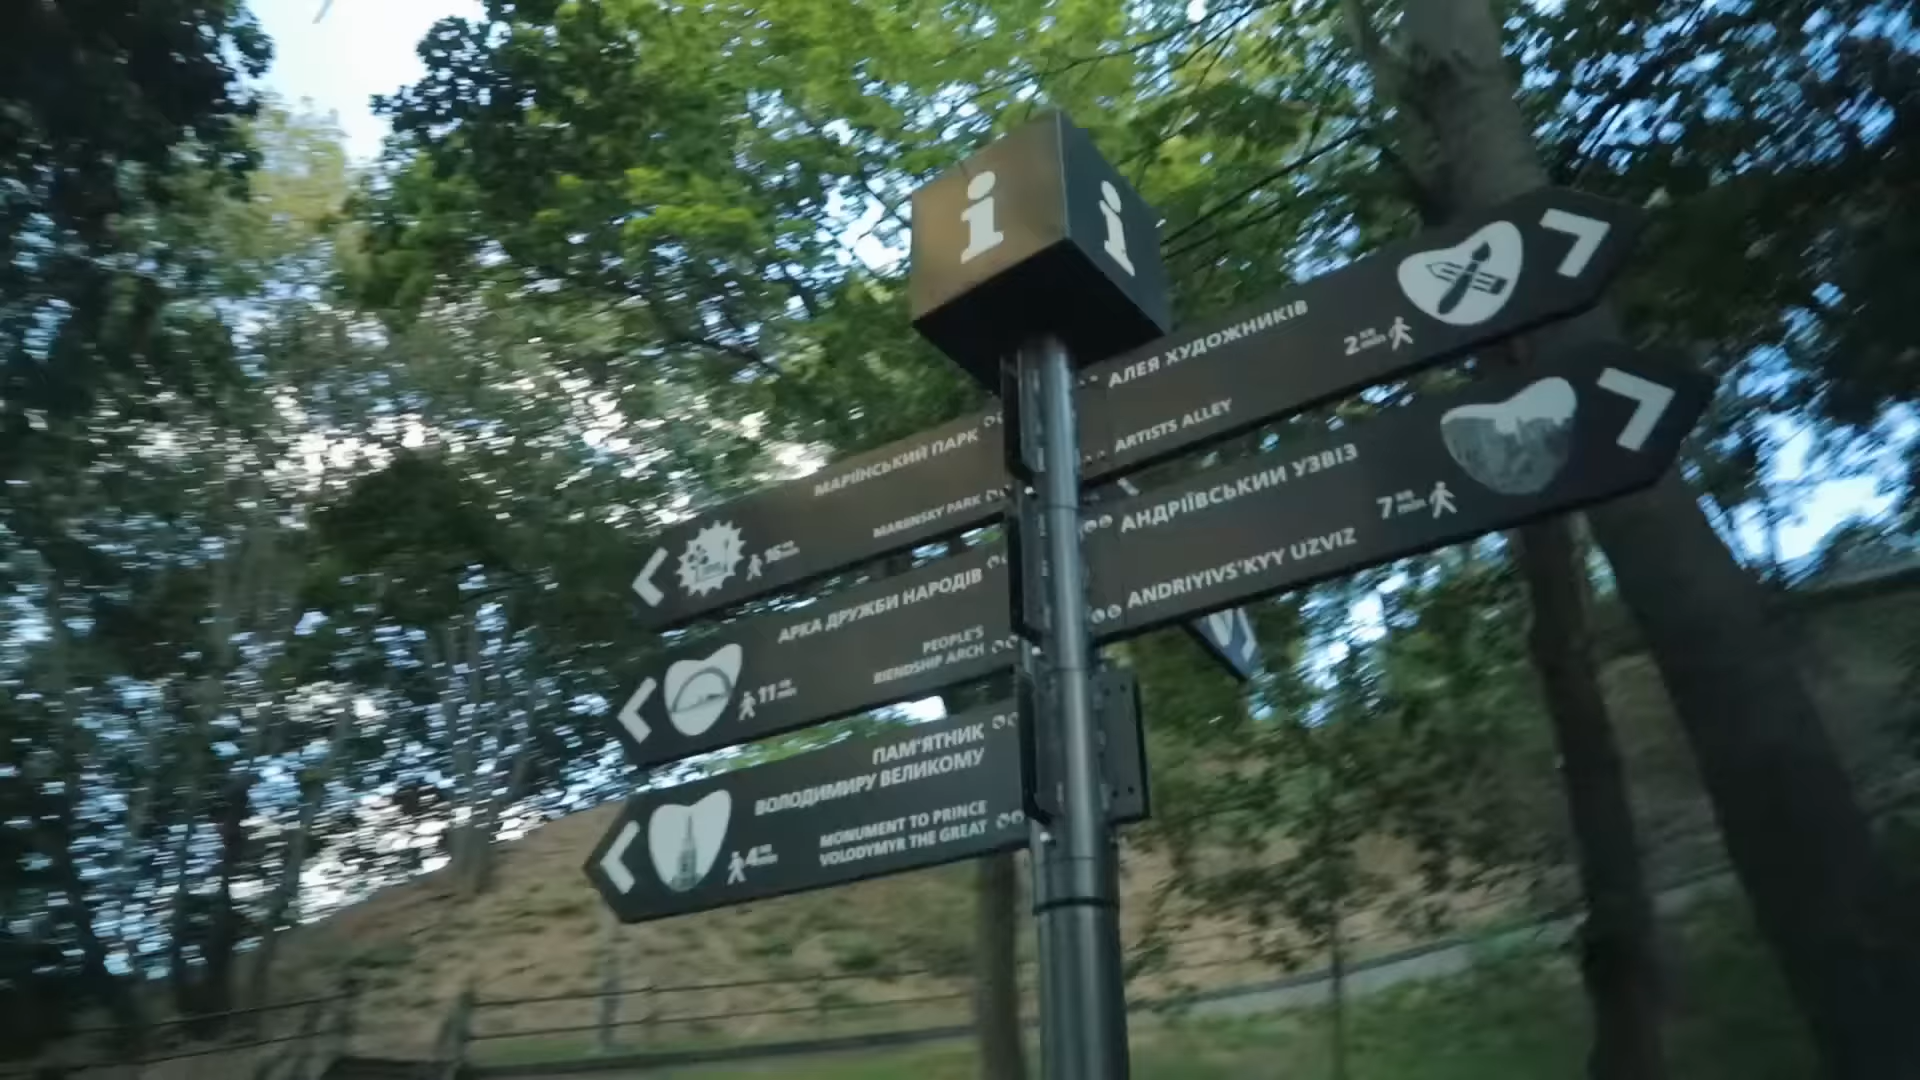 i
i
АЛЕЯ ХУДОЖНИКІВ
2
ARTISTS ALLEY
МАРІЇНСЬКИЙ ПАРК
16
MARIINSKY PARK
АНДРІЇВСЬКИЙ УЗВІЗ
7
ANDRIYIVS'KYY UZVIZ
АРКА ДРУЖБИ НАРОДІВ
11
PEOPLE'S
FRIENDSHIP ARCH
ПАМ'ЯТНИК
ВОЛОДИМИРУ ВЕЛИКОМУ
4
MONUMENT TO PRINCE
VOLODYMYR THE GREAT